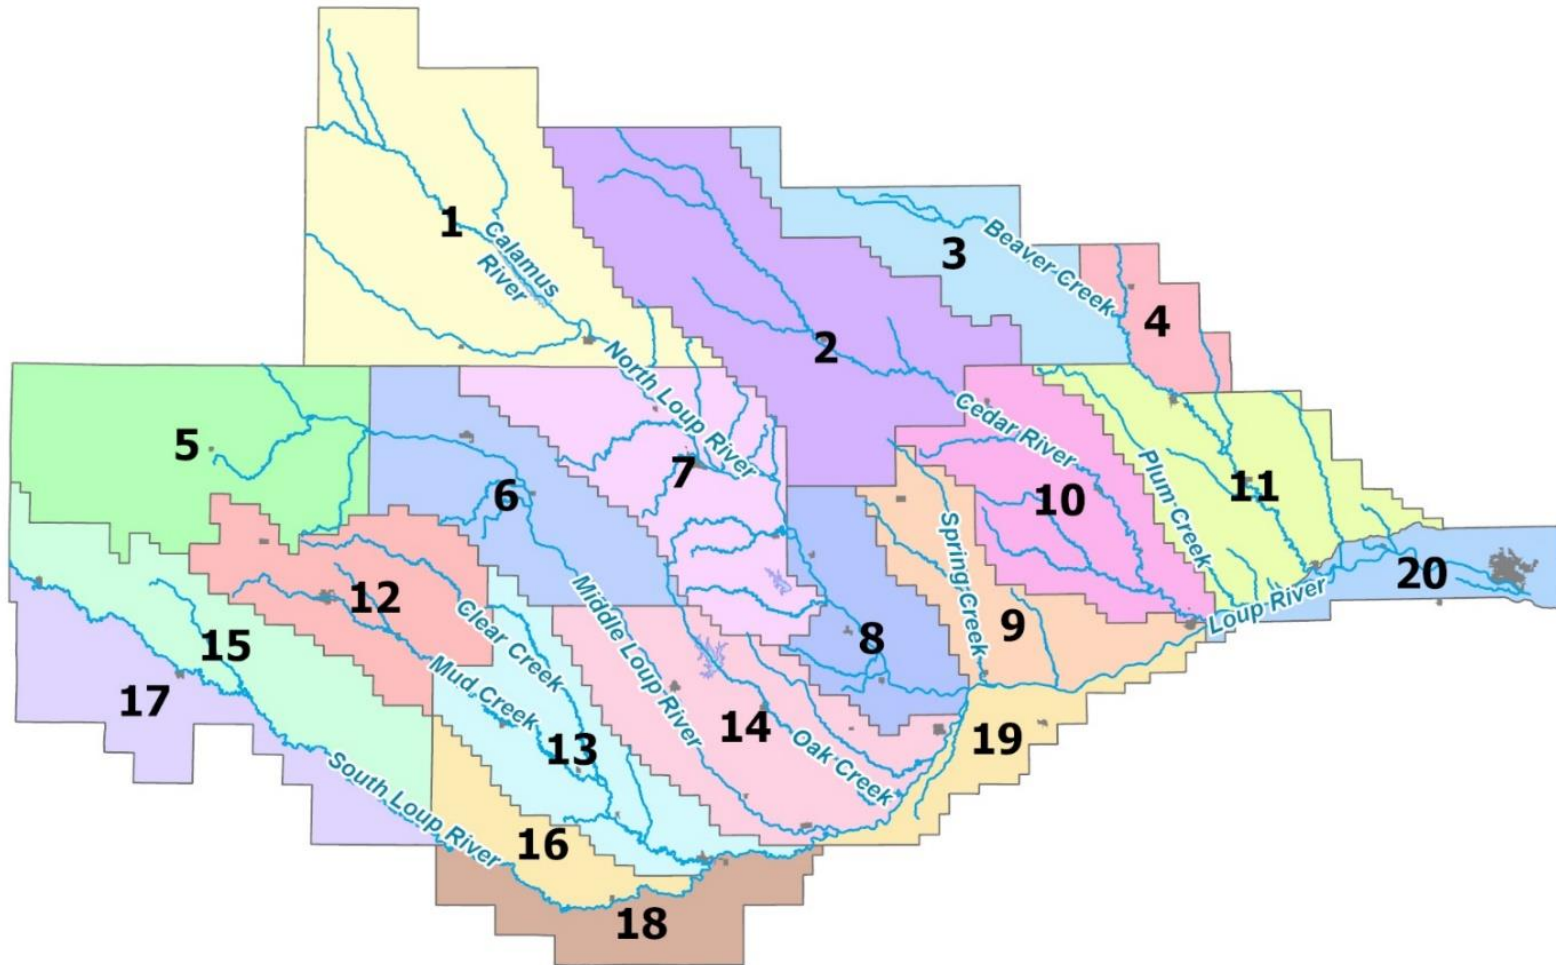 1
Calamus
River
3
Beaver Creek
4
2
North Loup River
Cedar River
5
6
7
10
Plum Creek
11
Spring Creek
20
12
Clear Creek
Middle Loup River
8
9
Loup River
15
Mud Creek
17
13
14
Oak Creek
19
South Loup River
16
18